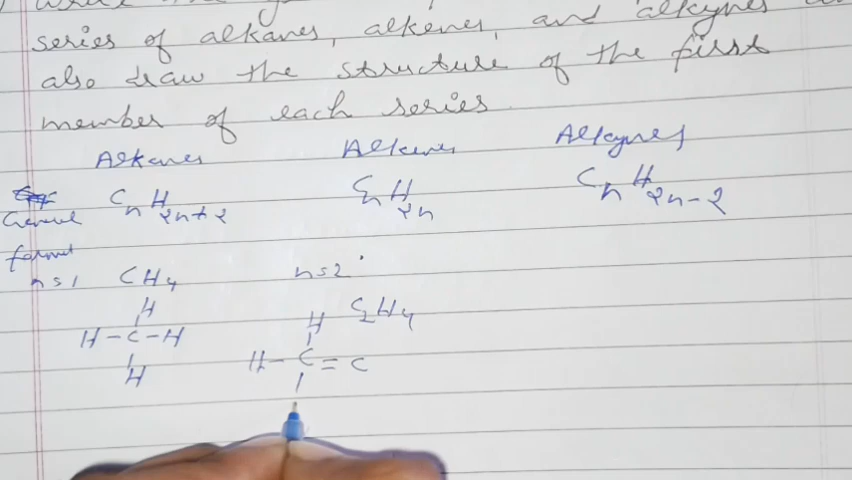 series of alkanes, alkenes, and alkynes
also draw the structure of the first
member of each series.
Alkanes Alkenes Alkynes
General CnH2n+2 CnH2n CnH2n-2
n=1 CH4 n=2
C2H4
H H
H-C-H H-C=C
H